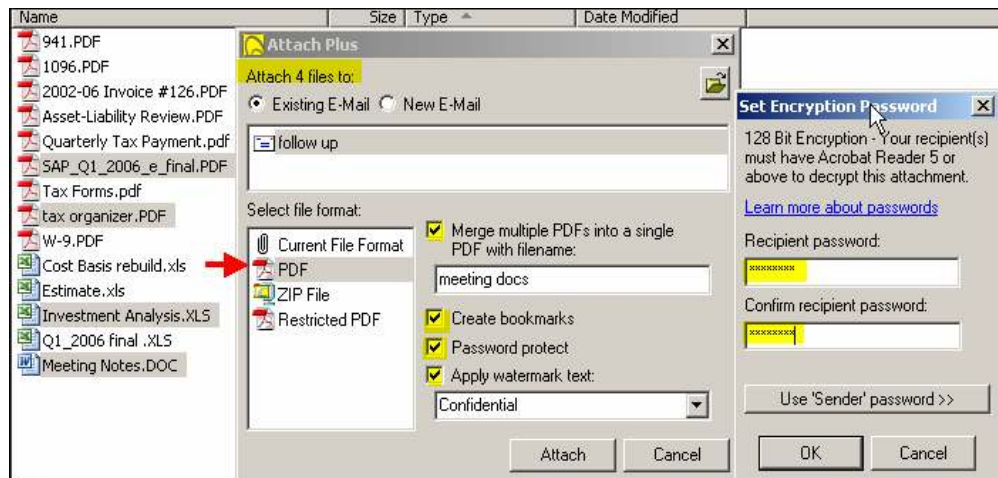 Name Size Type Date Modified
941.PDF
1096.PDF
2002-06 Invoice #126.PDF
Asset-Liability Review.PDF
Quarterly Tax Payment.pdf
SAP_Q1_2006_e_final.PDF
Tax Forms.pdf
tax organizer.PDF
W-9.PDF
Cost Basis rebuild.xls
Estimate.xls
Investment Analysis.XLS
Q1_2006 final .XLS
Meeting Notes.DOC
Attach Plus
Attach 4 files to:
Existing E-Mail New E-Mail
follow up
Select file format:
Current File Format
PDF
ZIP File
Restricted PDF
Merge multiple PDFs into a single
PDF with filename:
meeting docs
Create bookmarks
Password protect
Apply watermark text:
Confidential
Attach Cancel
Set Encryption Password
128 Bit Encryption - Your recipient(s)
must have Acrobat Reader 5 or
above to decrypt this attachment.
Learn more about passwords
Recipient password:
xxxxxxxx
Confirm recipient password:
xxxxxxxx
Use 'Sender' password >>
OK Cancel